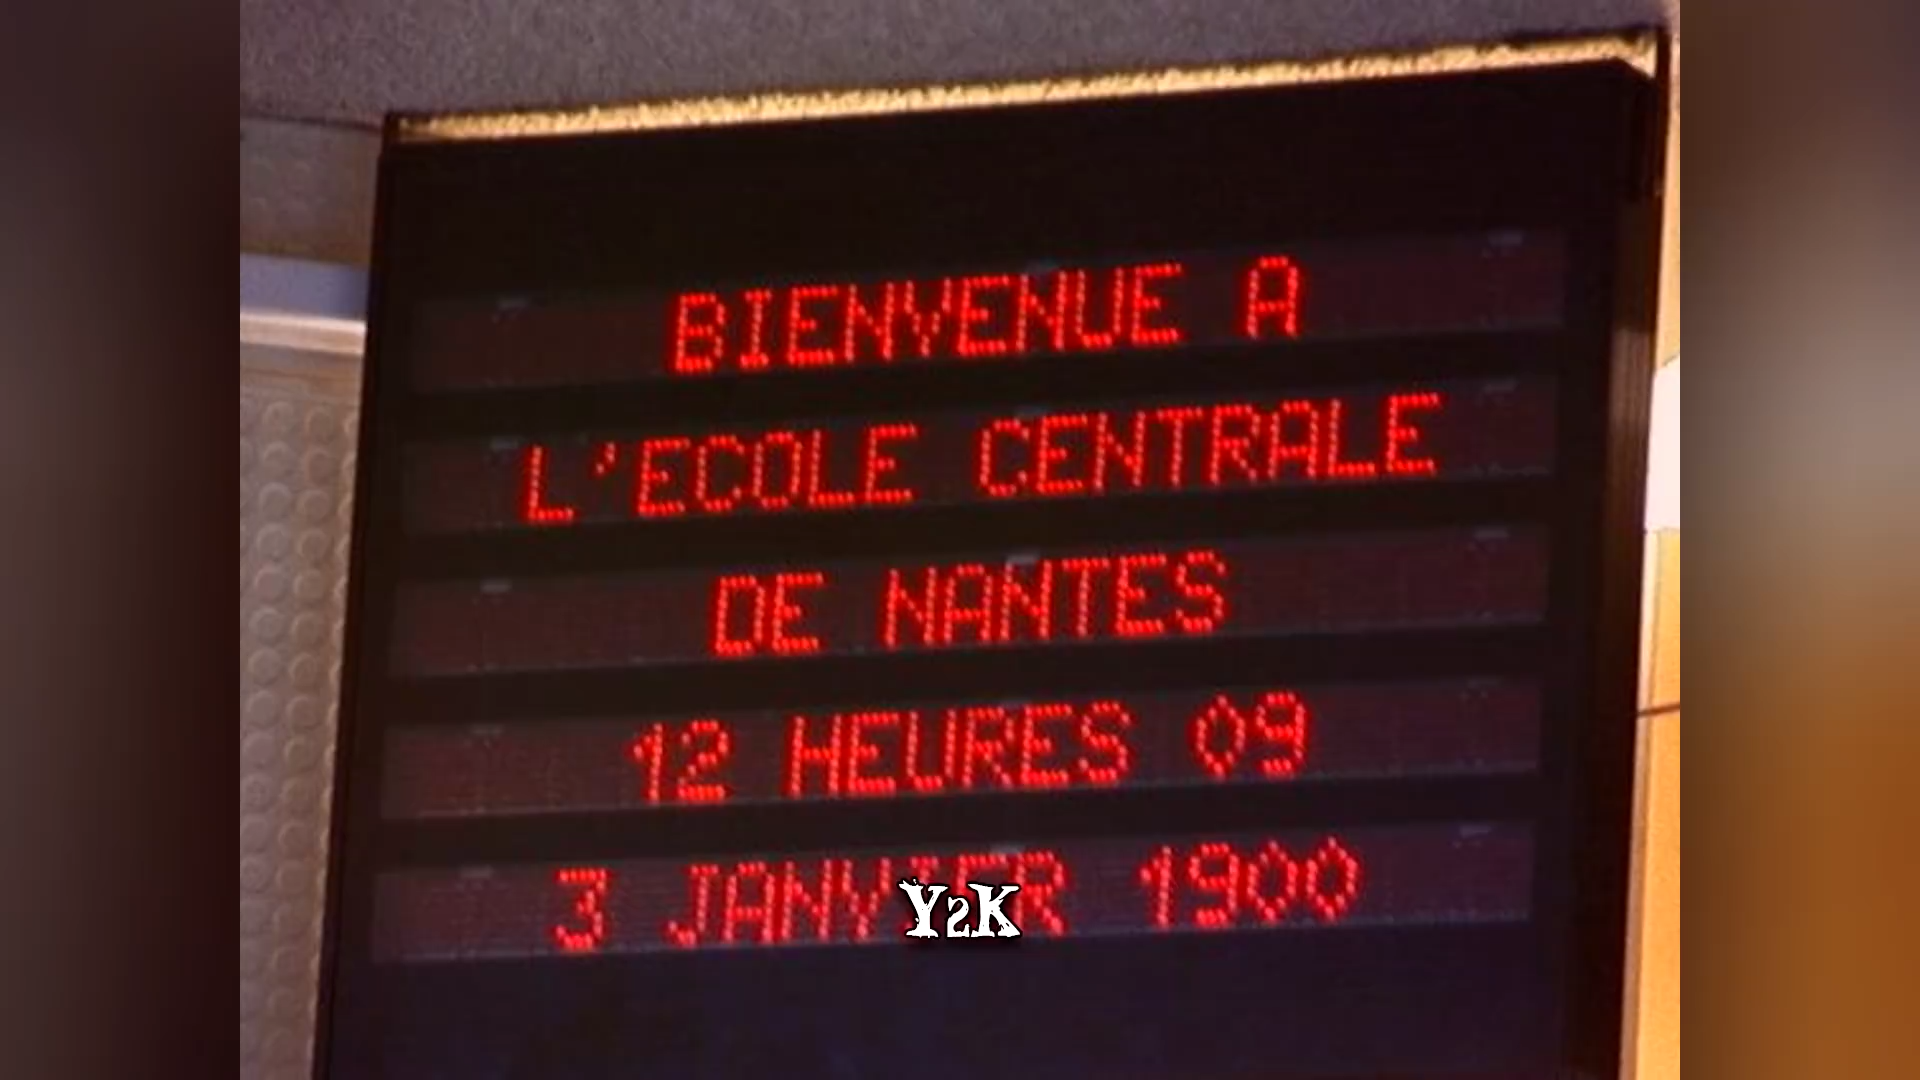 BIENVENUE A
L'ECOLE CENTRALE
DE NANTES
12 HEURES 09
3 JANVIER 1900
Y2K